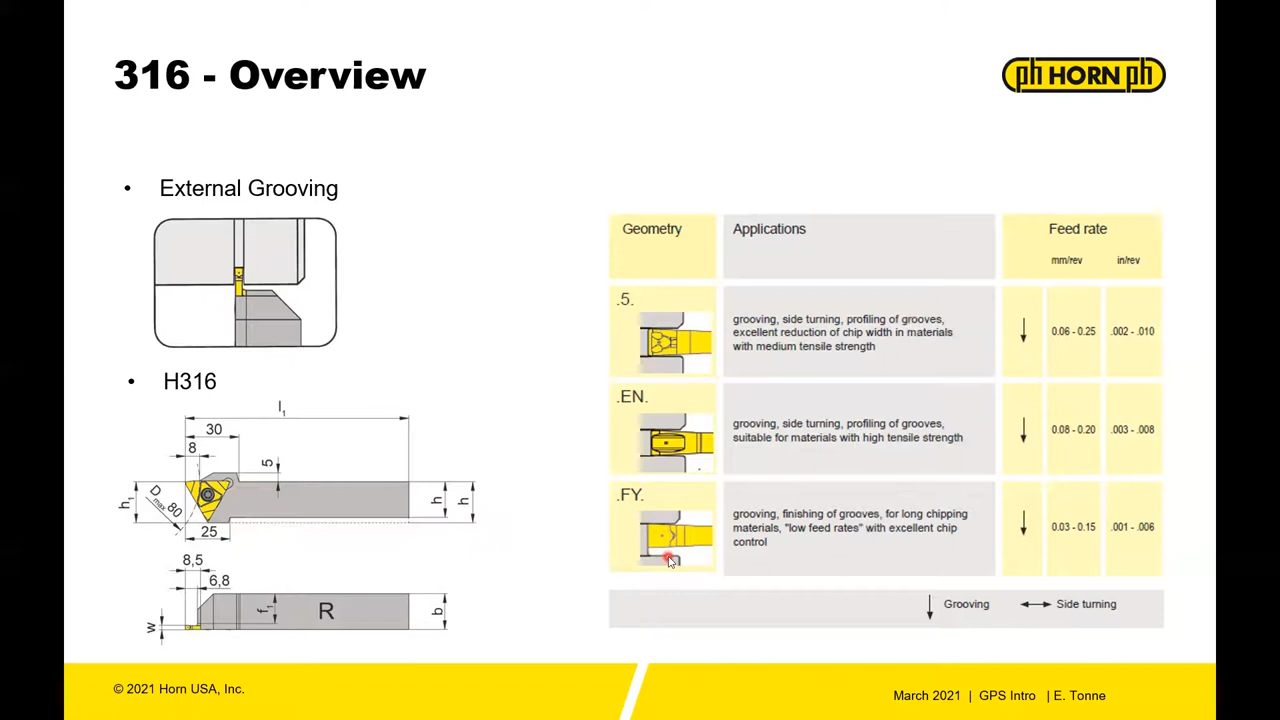 316 - Overview
ph HORN ph
• External Grooving
• H316
l1
30
8
5
h1
Dmax 80
h
h
25
8,5
6,8
w
f1
R
b
Geometry
Applications
Feed rate
mm/rev
in/rev
.5.
grooving, side turning, profiling of grooves,
excellent reduction of chip width in materials
with medium tensile strength
0.06 - 0.25
.002 - .010
.EN.
grooving, side turning, profiling of grooves,
suitable for materials with high tensile strength
0.08 - 0.20
.003 - .008
.FY.
grooving, finishing of grooves, for long chipping
materials, "low feed rates" with excellent chip
control
0.03 - 0.15
.001 - .006
Grooving
Side turning
© 2021 Horn USA, Inc.
March 2021 | GPS Intro | E. Tonne